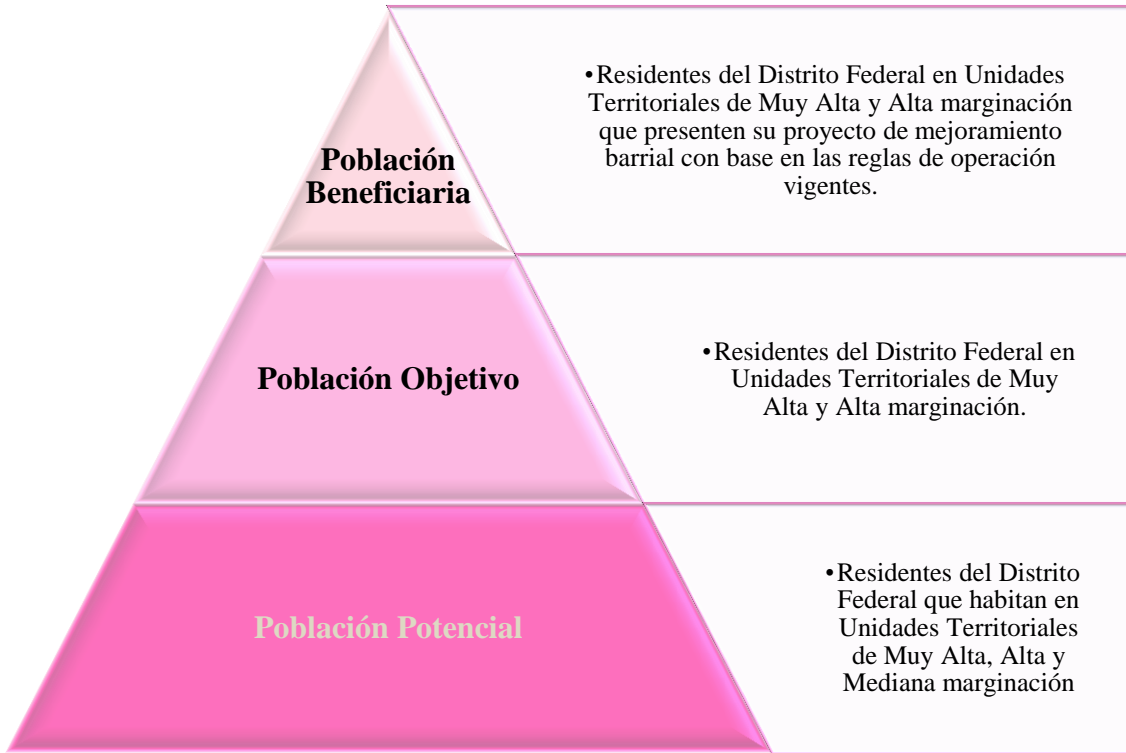 Población
Beneficiaria
•Residentes del Distrito Federal en Unidades
Territoriales de Muy Alta y Alta marginación
que presenten su proyecto de mejoramiento
barrial con base en las reglas de operación
vigentes.
Población Objetivo
•Residentes del Distrito Federal en
Unidades Territoriales de Muy
Alta y Alta marginación.
Población Potencial
•Residentes del Distrito
Federal que habitan en
Unidades Territoriales
de Muy Alta, Alta y
Mediana marginación